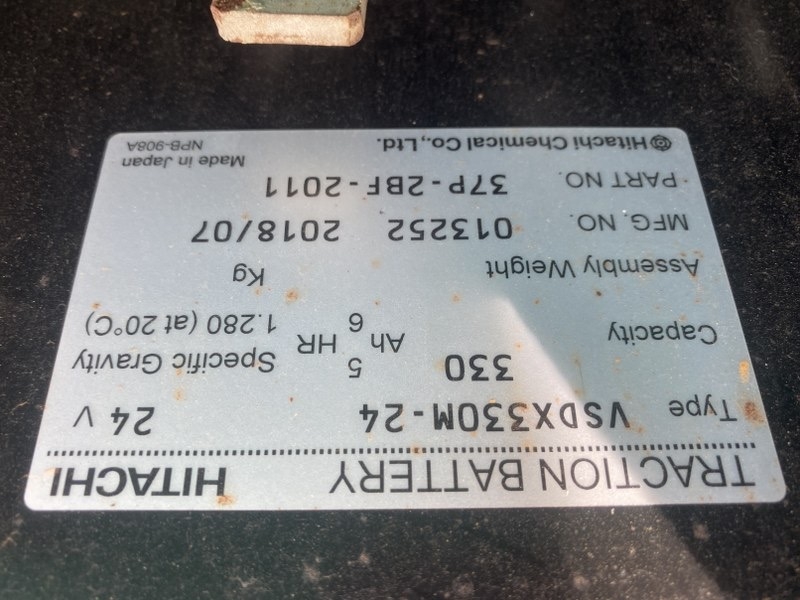 TRACTION BATTERY HITACHI
Type VSDX330M-24 24 V
Capacity 330 Ah 5 HR Specific Gravity
6 1.280 (at 20°C)
Assembly Weight Kg
MFG NO. 013252 2018/07
PART NO. 37P-2BF-2011
Made in Japan
Hitachi Chemical Co., Ltd. NPB-908A